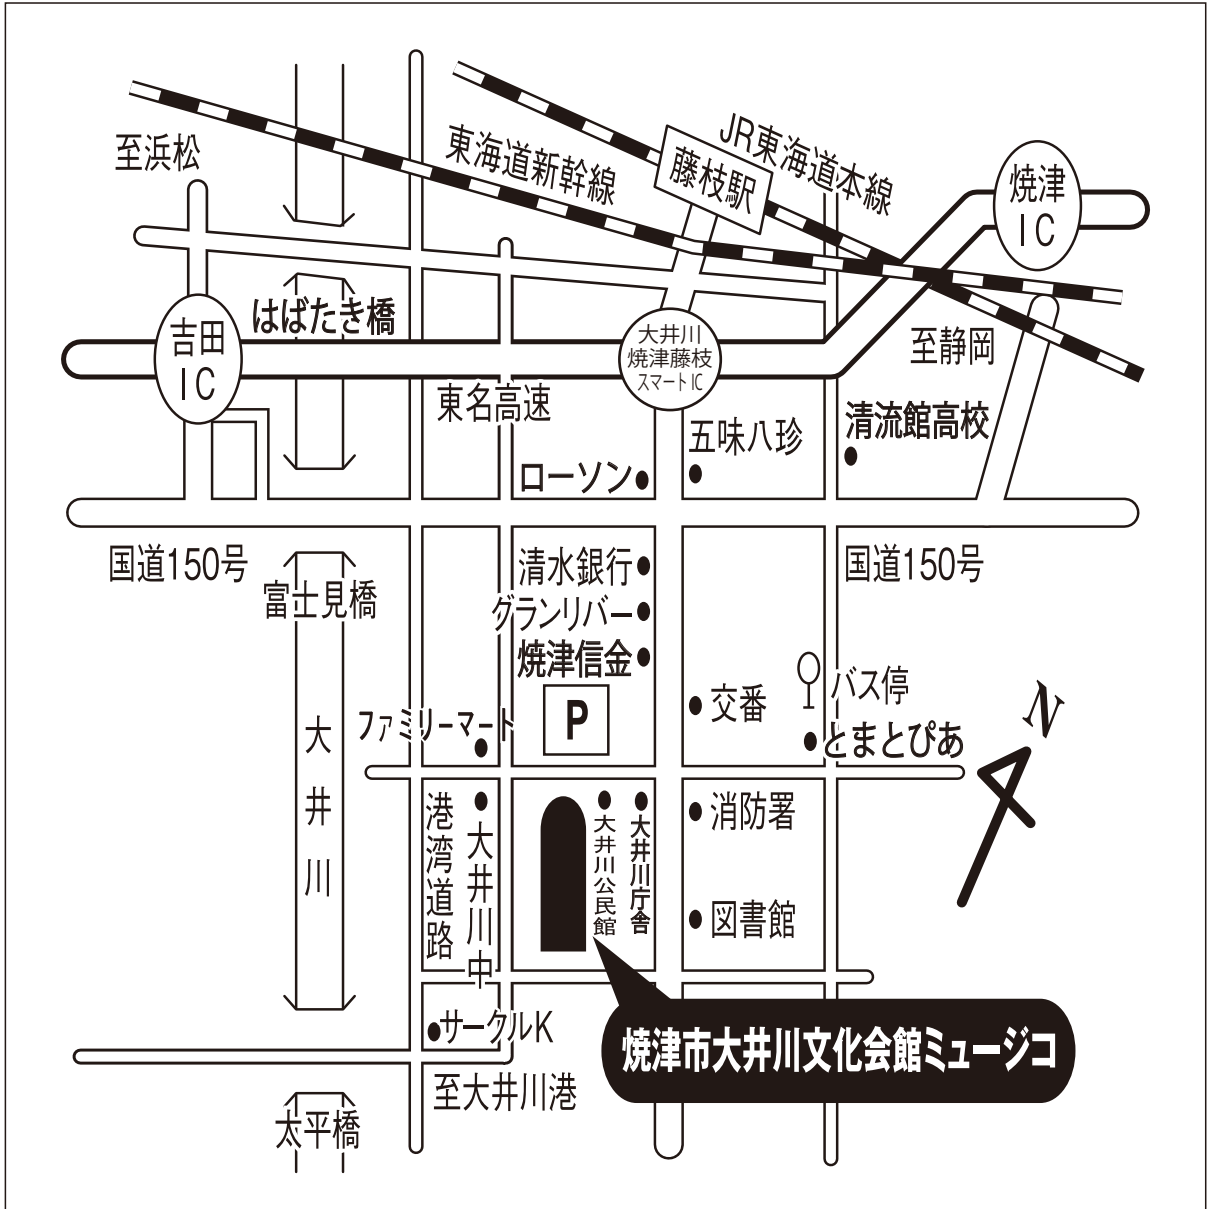 至浜松
東海道新幹線
JR東海道本線
藤枝駅
焼津
IC
吉田
IC
はばたき橋
大井川
焼津藤枝
スマートIC
至静岡
東名高速
五味八珍
清流館高校
ローソン
国道150号
富士見橋
清水銀行
グランリバー
焼津信金
国道150号
P
交番
バス停
とまとぴあ
N
ファミリーマート
大井川
港湾道路
大井川中
大井川公民館
大井川庁舎
消防署
図書館
サークルK
焼津市大井川文化会館ミュージコ
至大井川港
太平橋